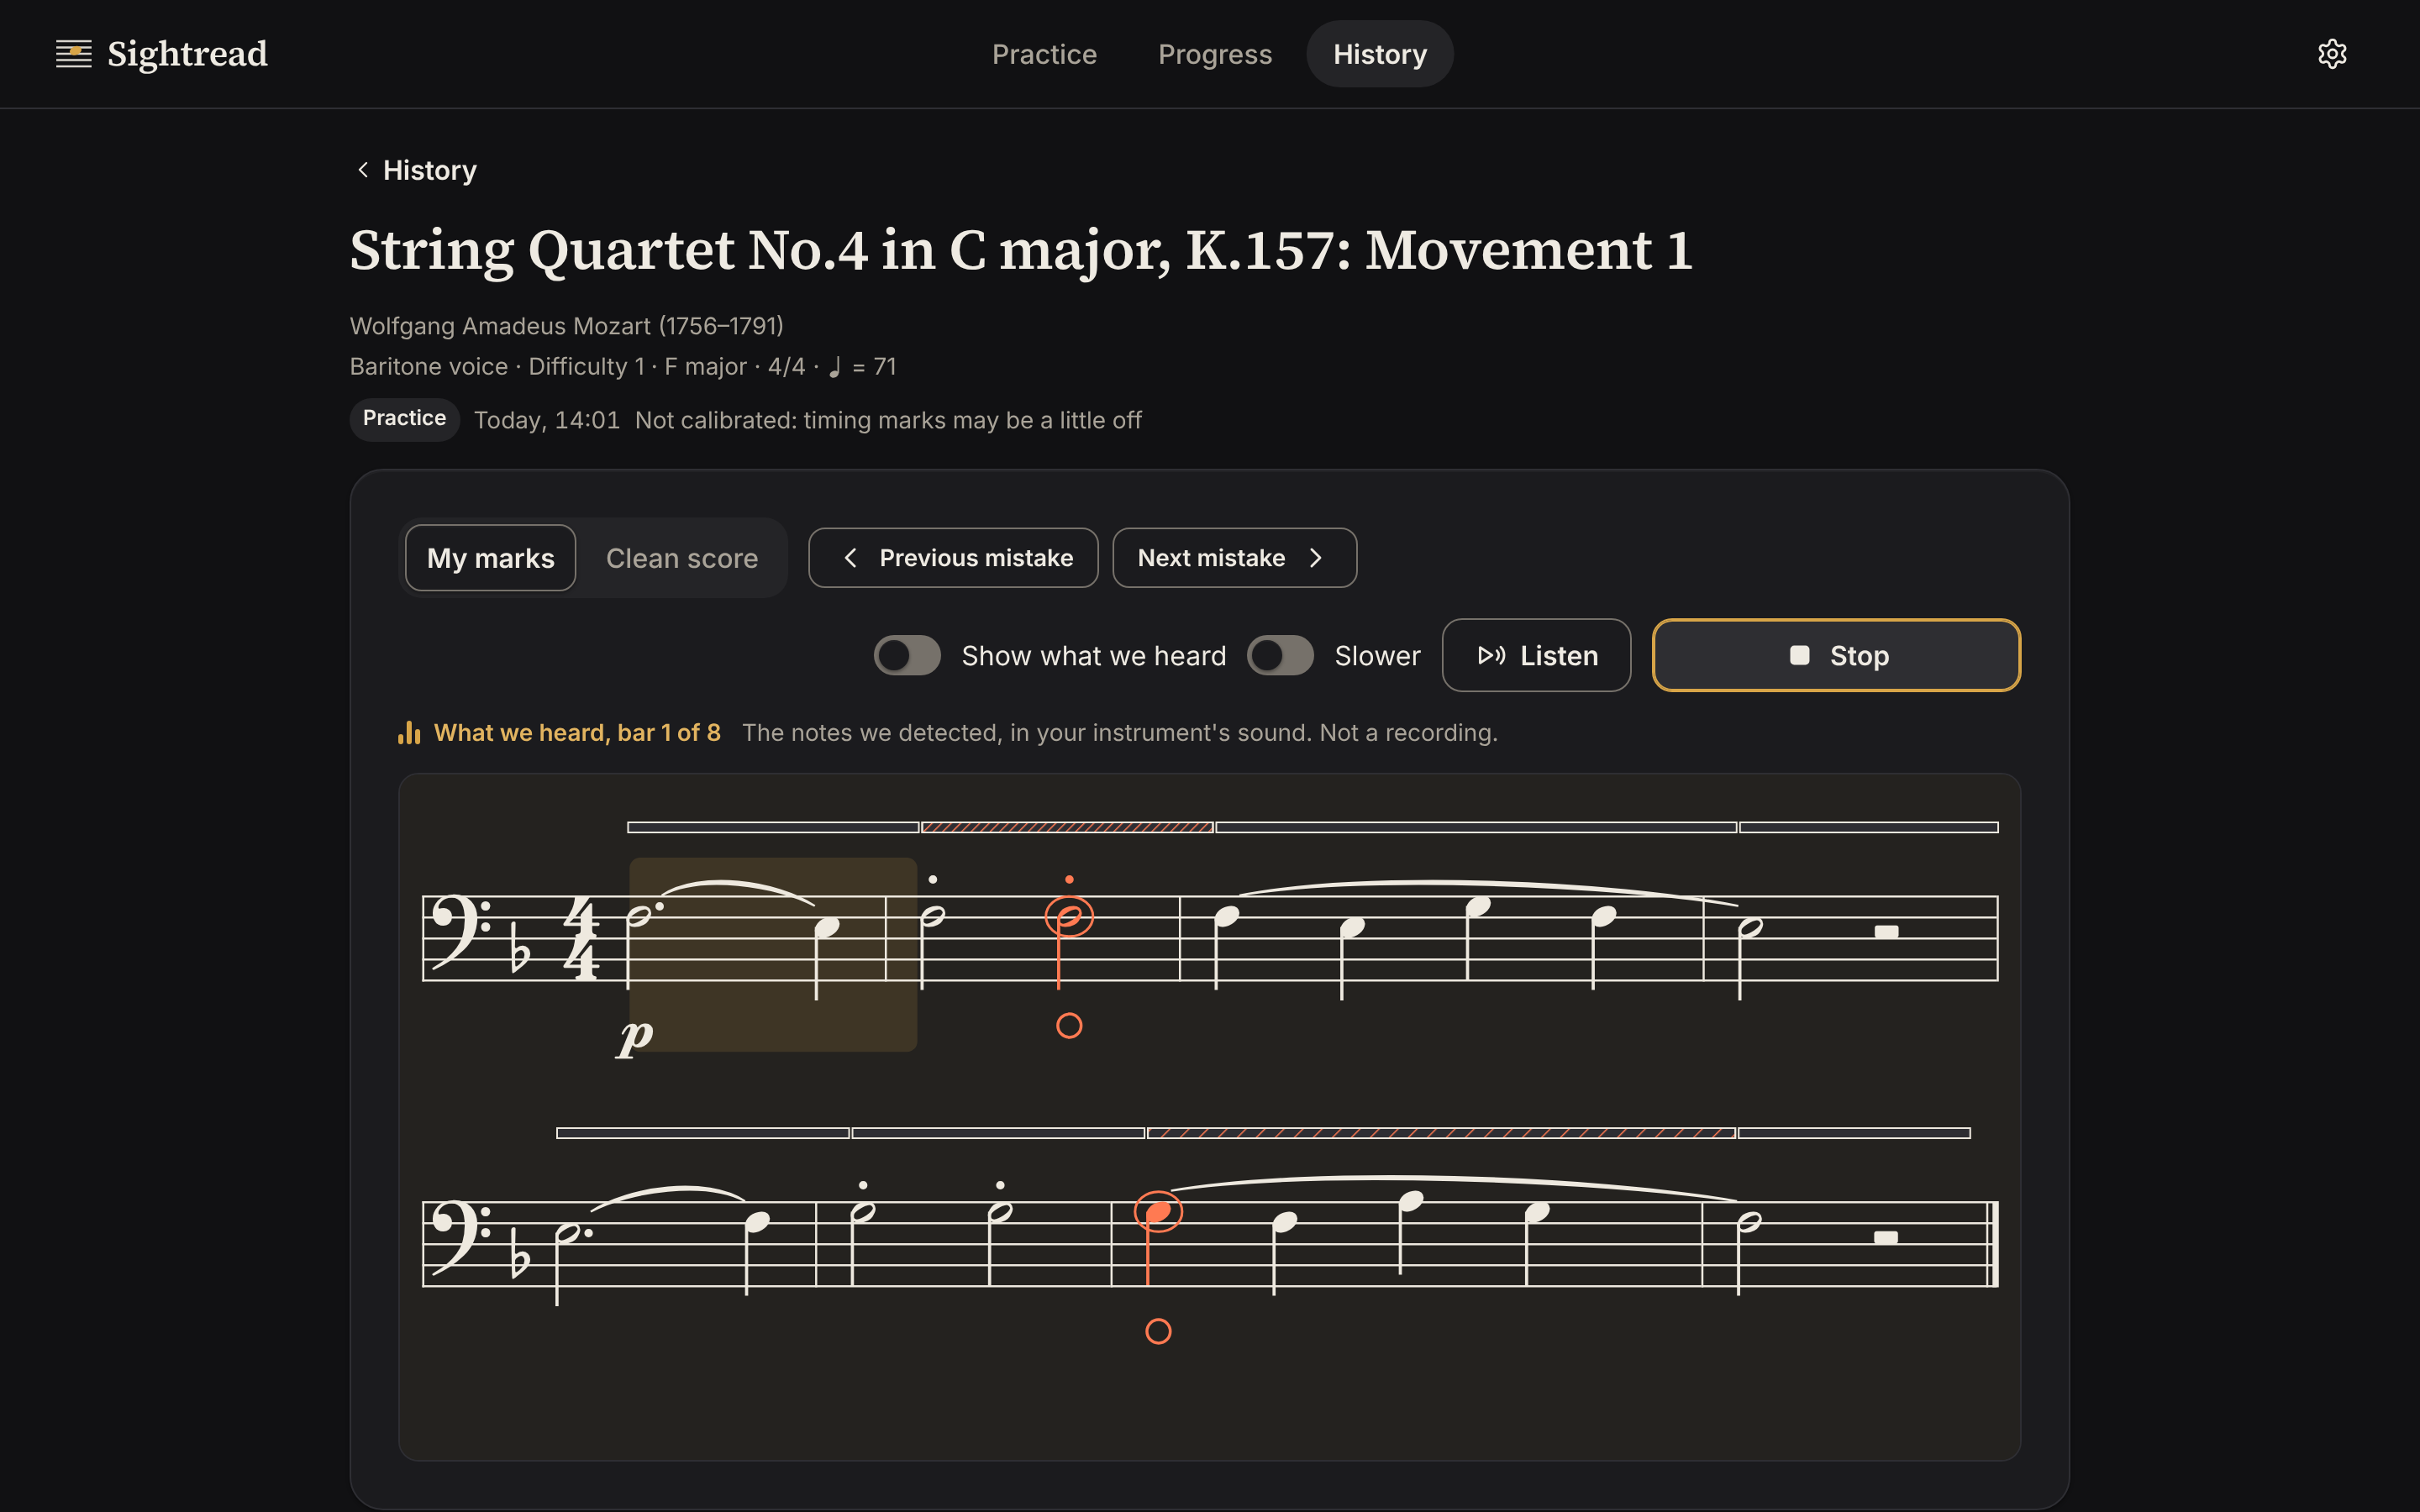 Sightread
Practice Progress History
History
String Quartet No.4 in C major, K.157: Movement 1
Wolfgang Amadeus Mozart (1756–1791)
Baritone voice · Difficulty 1 · F major · 4/4 · ♩ = 71
Practice Today, 14:01 Not calibrated: timing marks may be a little off
My marks Clean score Previous mistake Next mistake
Show what we heard Slower Listen Stop
What we heard, bar 1 of 8 The notes we detected, in your instrument's sound. Not a recording.
4
4
p